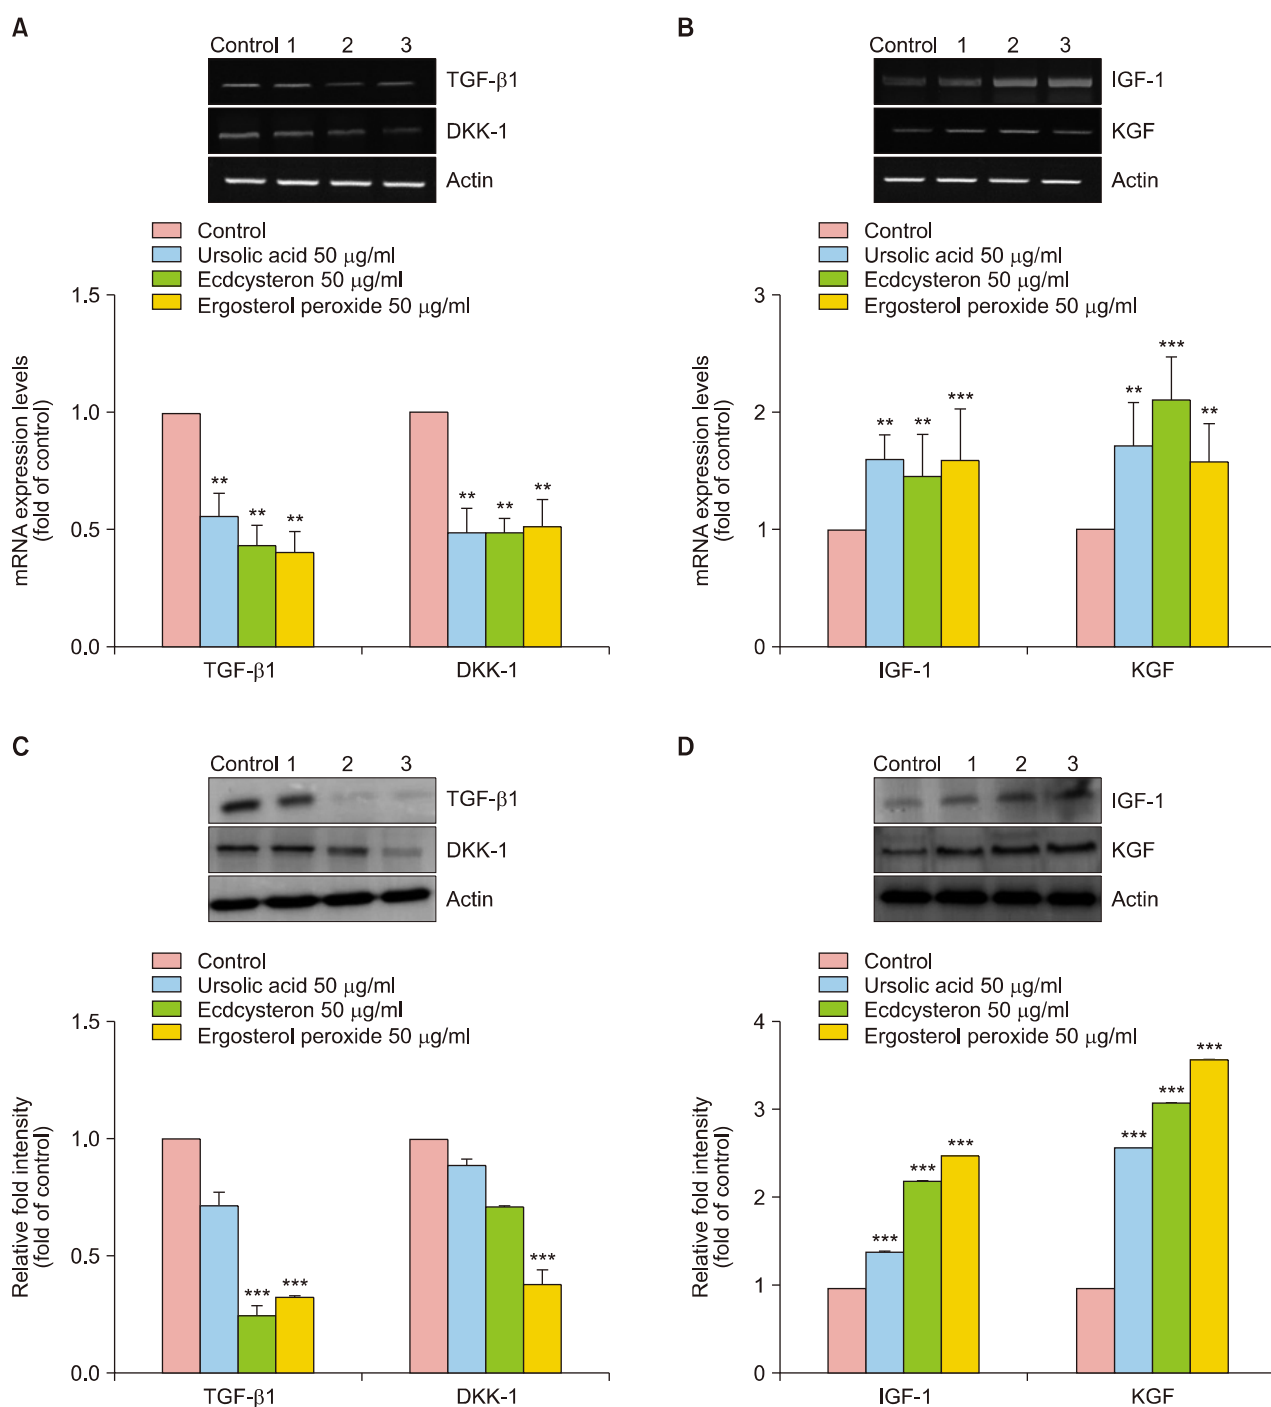 A
Control 1 2 3
TGF-β1
DKK-1
Actin
Control
Ursolic acid 50 μg/ml
Ecdcysteron 50 μg/ml
Ergosterol peroxide 50 μg/ml
mRNA expression levels
(fold of control)
1.5
1.0
0.5
0.0
** ** **
** ** **
TGF-β1 DKK-1
B
Control 1 2 3
IGF-1
KGF
Actin
Control
Ursolic acid 50 μg/ml
Ecdcysteron 50 μg/ml
Ergosterol peroxide 50 μg/ml
mRNA expression levels
(fold of control)
3
2
1
0
** ** ***
** *** **
IGF-1 KGF
C
Control 1 2 3
TGF-β1
DKK-1
Actin
Control
Ursolic acid 50 μg/ml
Ecdcysteron 50 μg/ml
Ergosterol peroxide 50 μg/ml
Relative fold intensity
(fold of control)
1.5
1.0
0.5
0.0
*** ***
***
TGF-β1 DKK-1
D
Control 1 2 3
IGF-1
KGF
Actin
Control
Ursolic acid 50 μg/ml
Ecdcysteron 50 μg/ml
Ergosterol peroxide 50 μg/ml
Relative fold intensity
(fold of control)
4
3
2
1
0
*** *** ***
*** *** ***
IGF-1 KGF